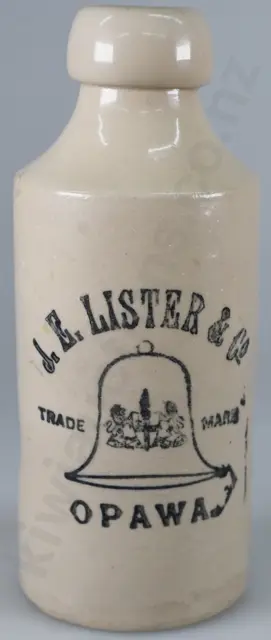 J. E. LISTER & Co
TRADE MARK
OPAWA